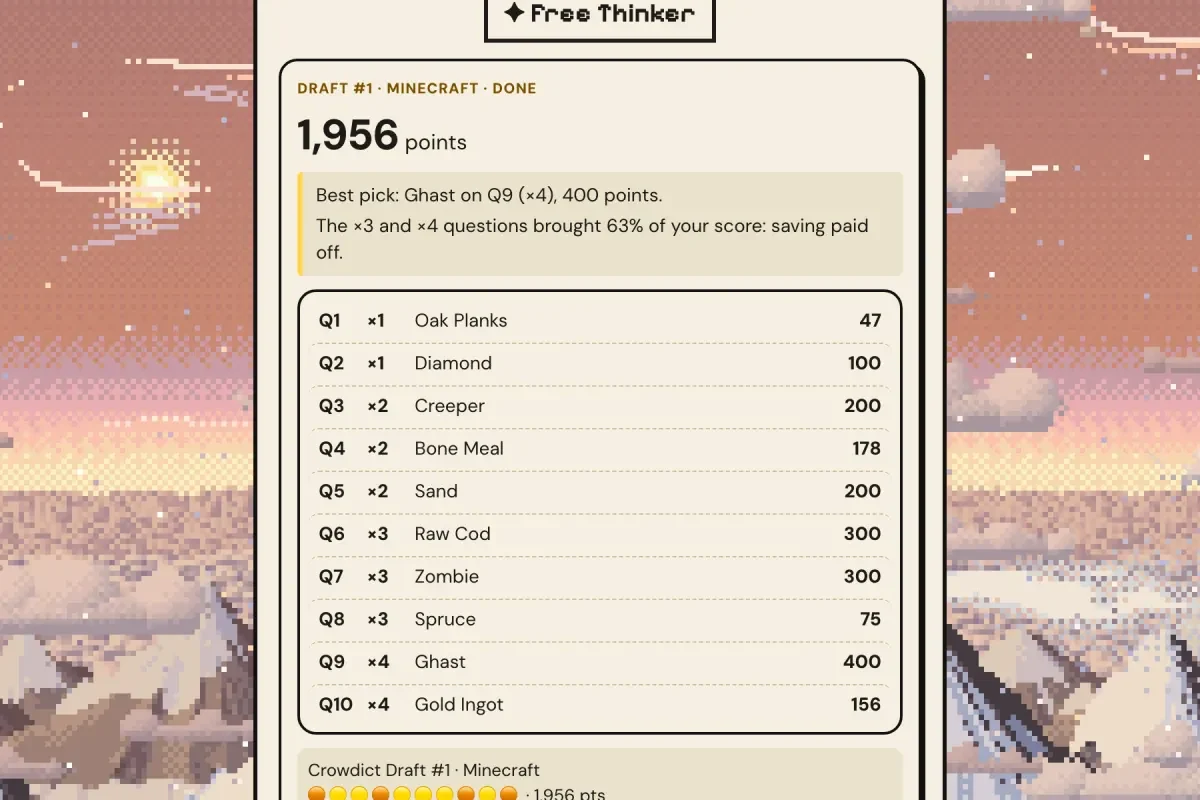 ✦ Free Thinker
DRAFT #1 · MINECRAFT · DONE
1,956 points
Best pick: Ghast on Q9 (×4), 400 points.
The ×3 and ×4 questions brought 63% of your score: saving paid
off.
Q1 ×1 Oak Planks 47
Q2 ×1 Diamond 100
Q3 ×2 Creeper 200
Q4 ×2 Bone Meal 178
Q5 ×2 Sand 200
Q6 ×3 Raw Cod 300
Q7 ×3 Zombie 300
Q8 ×3 Spruce 75
Q9 ×4 Ghast 400
Q10 ×4 Gold Ingot 156
Crowdict Draft #1 · Minecraft
🟠🟡🟡🟠🟡🟡🟡🟠🟡🟠 · 1,956 pts